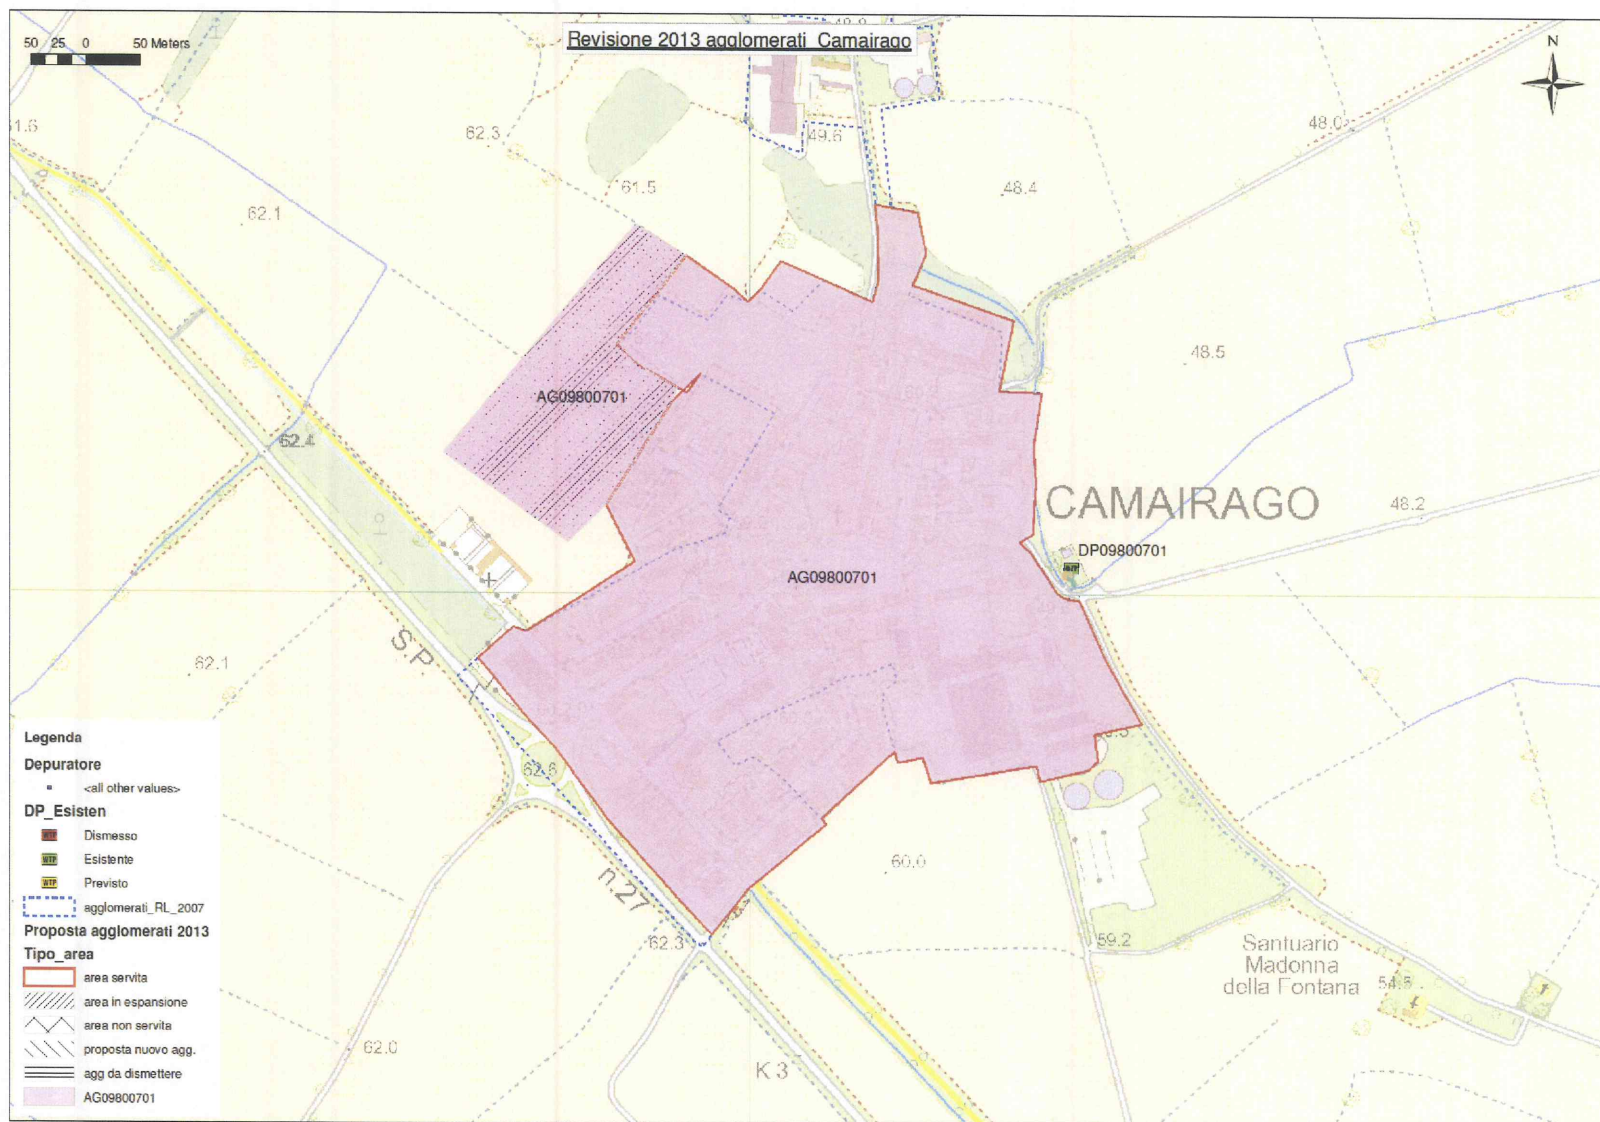 50 25 0 50 Meters
Revisione 2013 agglomerati Camairago
N
62.3
49.6
48.0
61.5
48.4
62.1
48.5
AG09800701
62.4
CAMAIRAGO
48.2
DP09800701
AG09800701
S.P.
62.1
62.6
60.0
n.27
62.3
59.2
Santuario
Madonna
della Fontana
54.5
62.0
K 3
Legenda
Depuratore
<all other values>
DP_Esisten
WTP Dismesso
WTP Esistente
WTP Previsto
agglomerati_RL_2007
Proposta agglomerati 2013
Tipo_area
area servita
area in espansione
area non servita
proposta nuovo agg.
agg da dismettere
AG09800701